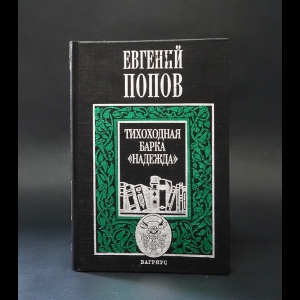 ЕВГЕНИЙ
ПОПОВ
ТИХОХОДНАЯ
БАРКА
«НАДЕЖДА»
ВАГРИУС